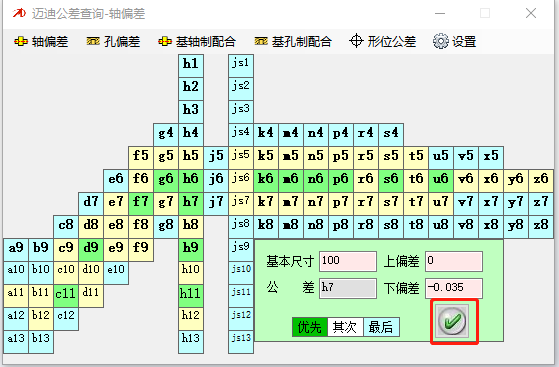 迈迪公差查询-轴偏差
轴偏差 孔偏差 基轴制配合 基孔制配合 形位公差 设置
h1 js1
h2 js2
h3 js3
g4 h4 js4 k4 m4 n4 p4 r4 s4
f5 g5 h5 j5 js5 k5 m5 n5 p5 r5 s5 t5 u5 v5 x5
e6 f6 g6 h6 j6 js6 k6 m6 n6 p6 r6 s6 t6 u6 v6 x6 y6 z6
d7 e7 f7 g7 h7 j7 js7 k7 m7 n7 p7 r7 s7 t7 u7 v7 x7 y7 z7
c8 d8 e8 f8 g8 h8 js8 k8 m8 n8 p8 r8 s8 t8 u8 v8 x8 y8 z8
a9 b9 c9 d9 e9 f9 h9 js9
a10 b10 c10 d10 e10 h10 js10
a11 b11 c11 d11 h11 js11
a12 b12 c12 h12 js12
a13 b13 h13 js13
基本尺寸 100 上偏差 0
公 差 h7 下偏差 -0.035
优先 其次 最后